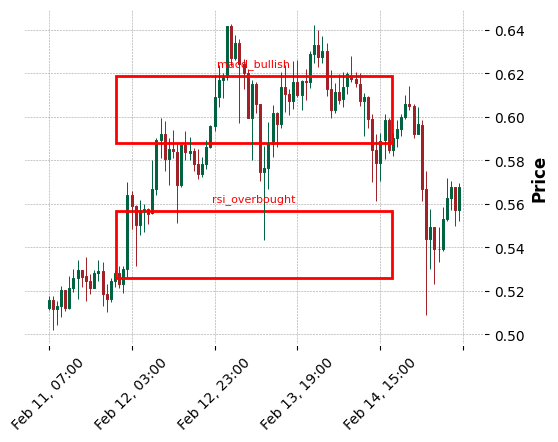 0.64
macd_bullish
0.62
0.60
0.58
rsi_overbought
0.56
0.54
0.52
0.50
Price
Feb 11, 07:00
Feb 12, 03:00
Feb 12, 23:00
Feb 13, 19:00
Feb 14, 15:00